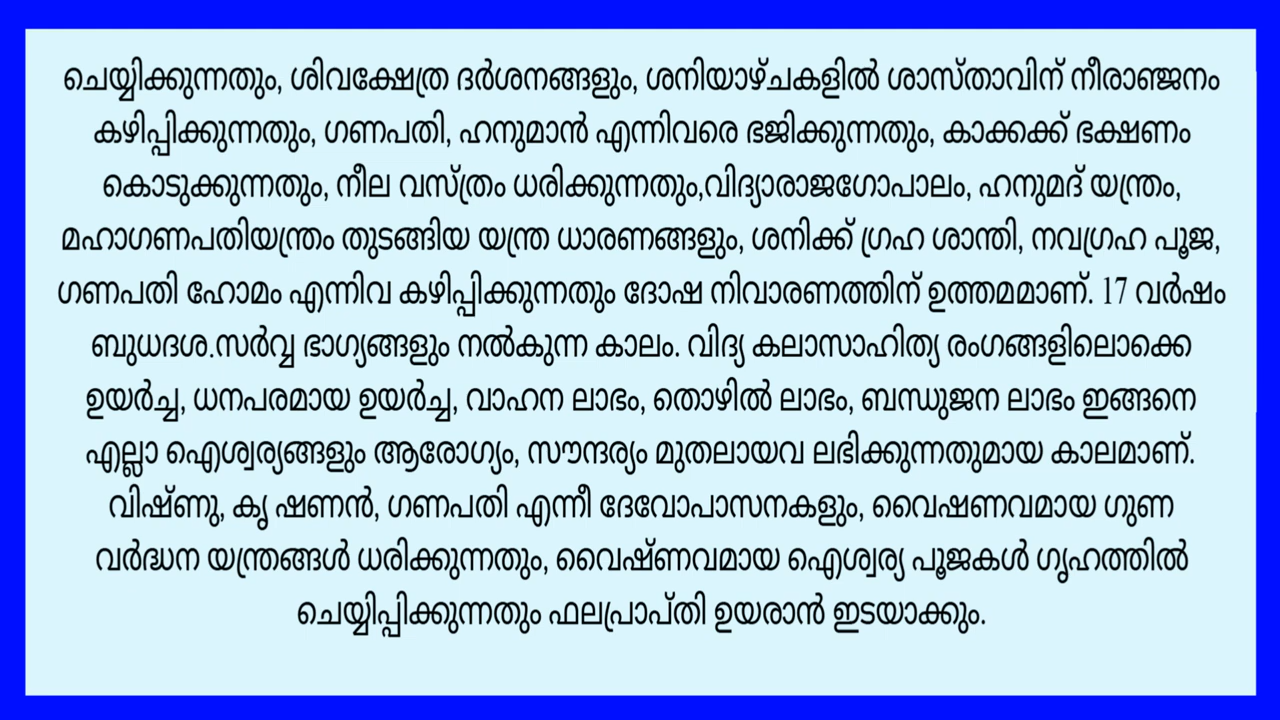 ചെയ്യിക്കുന്നതും, ശിവക്ഷേത്ര ദർശനങ്ങളും, ശനിയാഴ്ചകളിൽ ശാസ്താവിന് നീരാഞ്ജനം
കഴിപ്പിക്കുന്നതും, ഗണപതി, ഹനുമാൻ എന്നിവരെ ഭജിക്കുന്നതും, കാക്കക്ക് ഭക്ഷണം
കൊടുക്കുന്നതും, നീല വസ്ത്രം ധരിക്കുന്നതും,വിദ്യാരാജഗോപാലം, ഹനുമദ് യന്ത്രം,
മഹാഗണപതിയന്ത്രം തുടങ്ങിയ യന്ത്ര ധാരണങ്ങളും, ശനിക്ക് ഗ്രഹ ശാന്തി, നവഗ്രഹ പൂജ,
ഗണപതി ഹോമം എന്നിവ കഴിപ്പിക്കുന്നതും ദോഷ നിവാരണത്തിന് ഉത്തമമാണ്. 17 വർഷം
ബുധദശ.സർവ്വ ഭാഗ്യങ്ങളും നൽകുന്ന കാലം. വിദ്യ കലാസാഹിത്യ രംഗങ്ങളിലൊക്കെ
ഉയർച്ച, ധനപരമായ ഉയർച്ച, വാഹന ലാഭം, തൊഴിൽ ലാഭം, ബന്ധുജന ലാഭം ഇങ്ങനെ
എല്ലാ ഐശ്വര്യങ്ങളും ആരോഗ്യം, സൗന്ദര്യം മുതലായവ ലഭിക്കുന്നതുമായ കാലമാണ്.
വിഷ്ണു, കൃ ഷണൻ, ഗണപതി എന്നീ ദേവോപാസനകളും, വൈഷണവമായ ഗുണ
വർദ്ധന യന്ത്രങ്ങൾ ധരിക്കുന്നതും, വൈഷ്ണവമായ ഐശ്വര്യ പൂജകൾ ഗൃഹത്തിൽ
ചെയ്യിപ്പിക്കുന്നതും ഫലപ്രാപ്തി ഉയരാൻ ഇടയാക്കും.